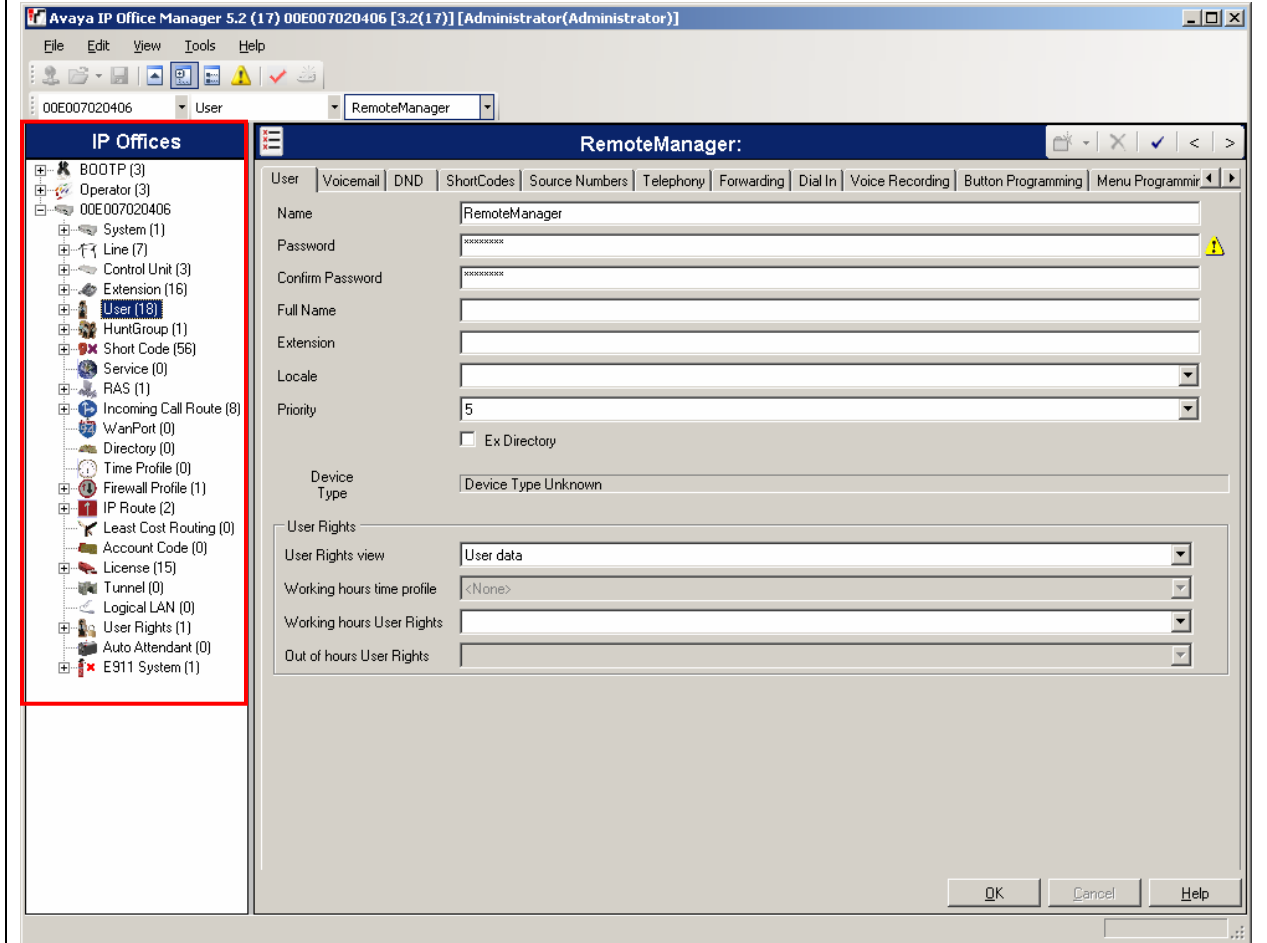 Avaya IP Office Manager 5.2 (17) 00E007020406 [3.2(17)] [Administrator(Administrator)]
File Edit View Tools Help
00E007020406 User RemoteManager
IP Offices
BOOTP (3)
Operator (3)
00E007020406
System (1)
Line (7)
Control Unit (3)
Extension (16)
User (18)
HuntGroup (1)
Short Code (56)
Service (0)
RAS (1)
Incoming Call Route (8)
WanPort (0)
Directory (0)
Time Profile (0)
Firewall Profile (1)
IP Route (2)
Least Cost Routing (0)
Account Code (0)
License (15)
Tunnel (0)
Logical LAN (0)
User Rights (1)
Auto Attendant (0)
E911 System (1)
RemoteManager:
User Voicemail DND ShortCodes Source Numbers Telephony Forwarding Dial In Voice Recording Button Programming Menu Programmin
Name RemoteManager
Password xxxxxxxx
Confirm Password xxxxxxxx
Full Name
Extension
Locale
Priority 5
Ex Directory
Device
Type
Device Type Unknown
User Rights
User Rights view User data
Working hours time profile <None>
Working hours User Rights
Out of hours User Rights
OK Cancel Help